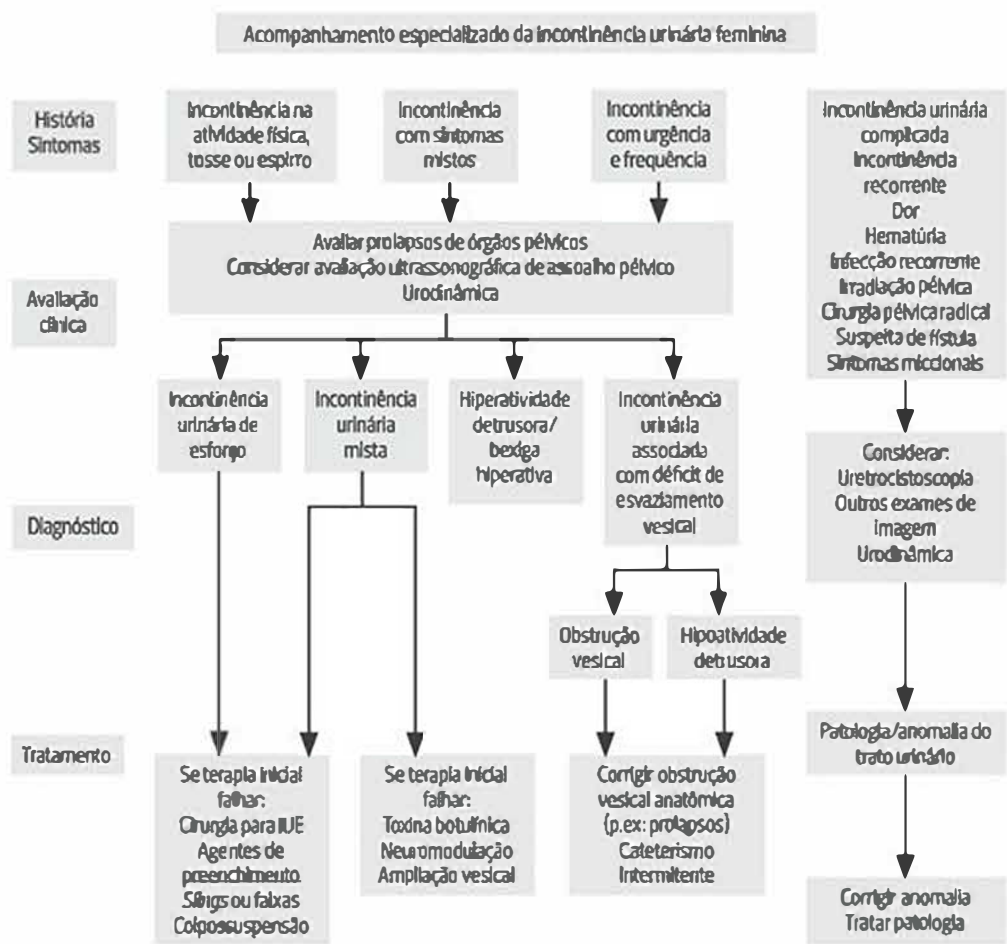 Acompanhamento especializado da incontinência urinária feminina
História
Sintomas
Incontinência na
atividade física,
tosse ou espirro
Incontinência
com sintomas
mistos
Incontinência
com urgência
e frequência
Incontinência urinária
complicada
Incontinência
recorrente
Dor
Hematúria
Infecção recorrente
Irradiação pélvica
Cirurgia pélvica radical
Suspeita de fístula
Sintomas miccionais
Avaliação
clínica
Avaliar prolapsos de órgãos pélvicos
Considerar avaliação ultrassonográfica de assoalho pélvico
Urodinâmica
Diagnóstico
Incontinência
urinária de
esforço
Incontinência
urinária
mista
Hiperatividade
detrusora/
bexiga
hiperativa
Incontinência
urinária
associada
com déficit de
esvaziamento
vesical
Considerar:
Uretrocistoscopia
Outros exames de
imagem
Urodinâmica
Obstrução
vesical
Hipoatividade
detrusora
Tratamento
Se terapia inicial
falhar:
Cirurgia para IUE
Agentes de
preenchimento.
Slings ou faixas
Colpossuspensão
Se terapia inicial
falhar:
Toxina botulínica
Neuromodulação
Ampliação vesical
Corrigir obstrução
vesical anatômica
(p.ex: prolapsos)
Cateterismo
Intermitente
Patologia/anomalia do
trato urinário
Corrigir anomalia
Tratar patologia